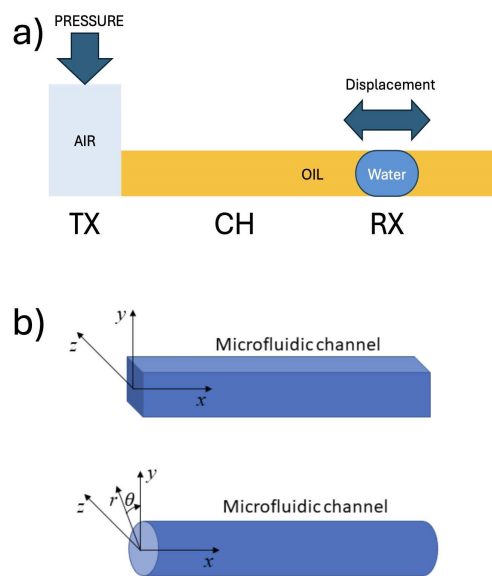 a)
PRESSURE
AIR
Displacement
OIL
Water
TX
CH
RX
b)
y
z
x
Microfluidic channel
y
z
r
θ
x
Microfluidic channel